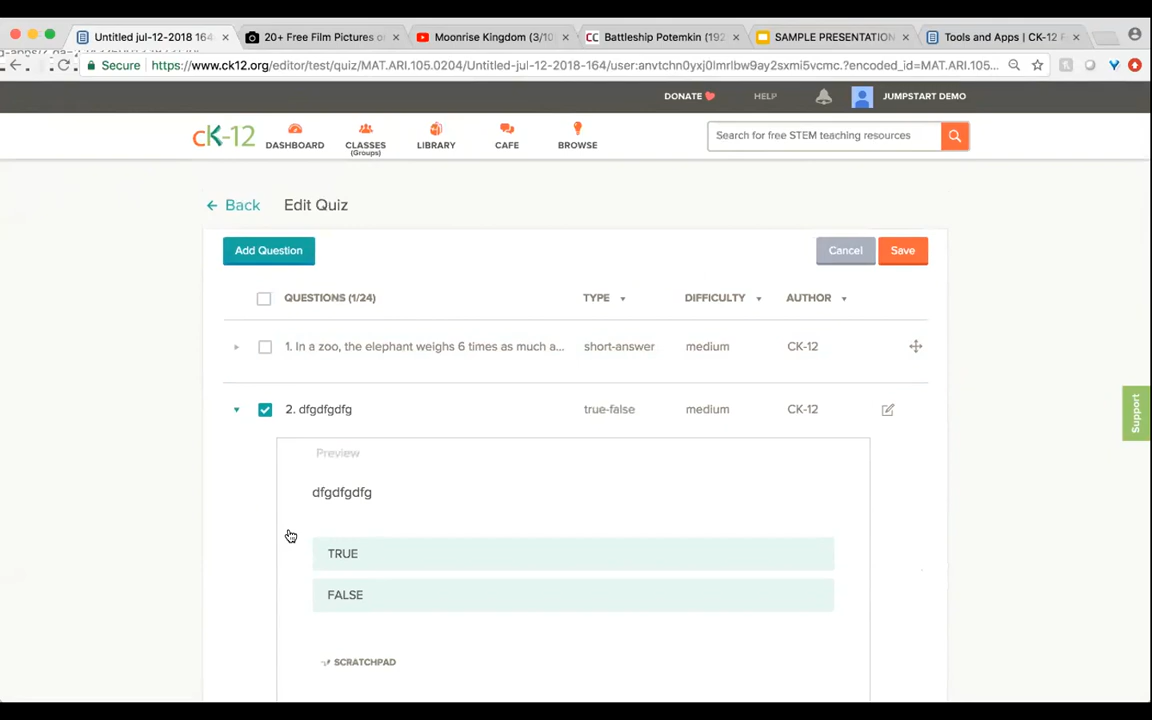 Untitled jul-12-2018 164
20+ Free Film Pictures o
Moonrise Kingdom (3/10
Battleship Potemkin (192
SAMPLE PRESENTATION
Tools and Apps | CK-12 F
Secure https://www.ck12.org/editor/test/quiz/MAT.ARI.105.0204/Untitled-jul-12-2018-164/user:anvtchn0yxj0lmrlbw9ay2sxmi5vcmc.?encoded_id=MAT.ARI.105...
DONATE HELP JUMPSTART DEMO
cK-12 DASHBOARD CLASSES LIBRARY CAFE BROWSE
(Groups)
Search for free STEM teaching resources
Back Edit Quiz
Add Question Cancel Save
QUESTIONS (1/24) TYPE DIFFICULTY AUTHOR
1. In a zoo, the elephant weighs 6 times as much a... short-answer medium CK-12
2. dfgdfgdfg true-false medium CK-12
Preview
dfgdfgdfg
TRUE
FALSE
SCRATCHPAD
Support